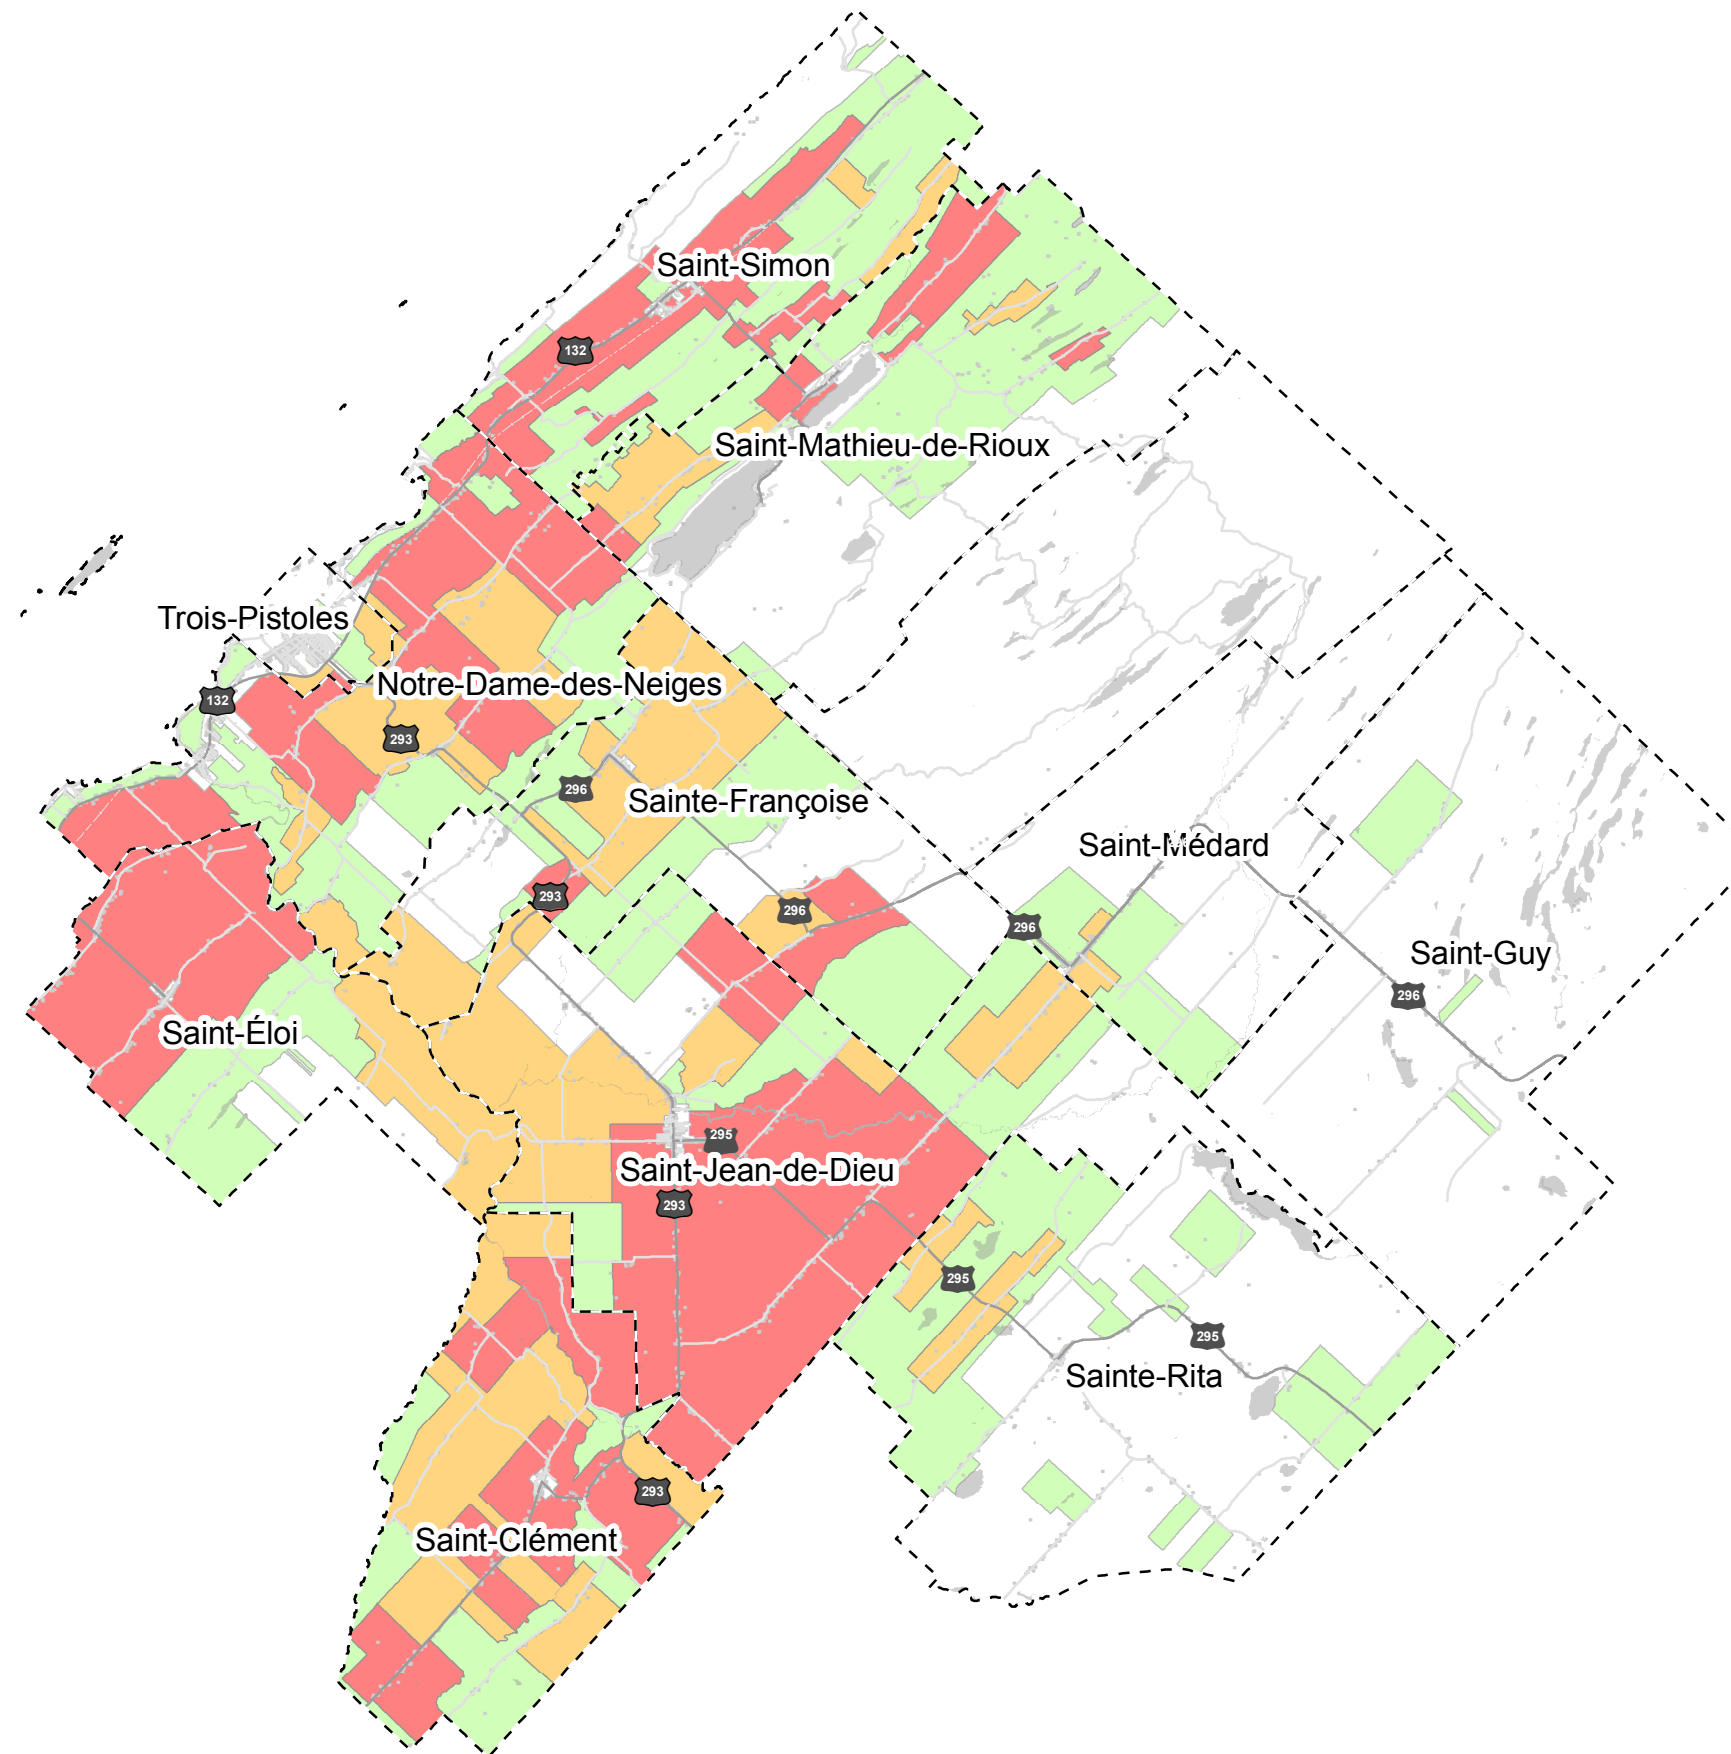 Saint-Simon
132
Saint-Mathieu-de-Rioux
Trois-Pistoles
Notre-Dame-des-Neiges
132
293
296
Sainte-Françoise
Saint-Médard
293
296
296
Saint-Guy
296
Saint-Éloi
295
Saint-Jean-de-Dieu
293
295
295
Sainte-Rita
293
Saint-Clément